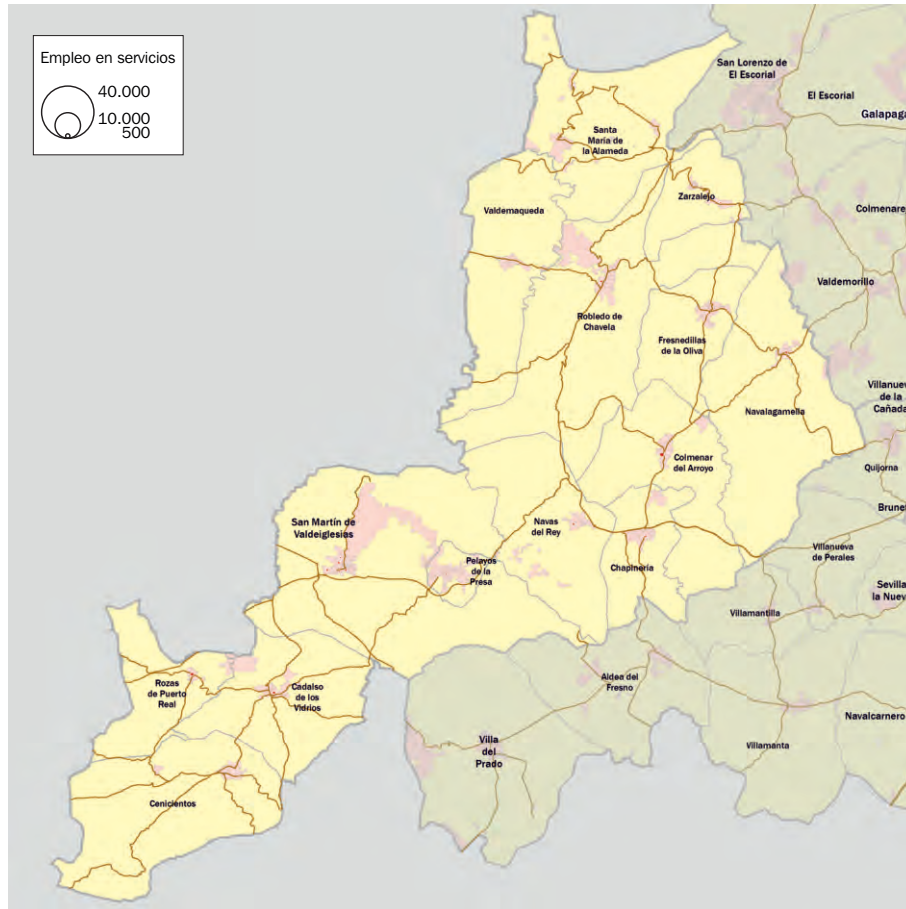 Empleo en servicios
40.000
10.000
500
San Lorenzo de
El Escorial
El Escorial
Galapaga
Santa
María de
la Alameda
Zarzalejo
Valdemaqueda
Colmenare
Valdemorillo
Robledo de
Chavela
Fresnedillas
de la Oliva
Villanuev
de la
Cañada
Navalagamella
Colmenar
del Arroyo
Quijorna
Brunet
San Martín de
Valdeiglesias
Navas
del Rey
Pelayos
de la
Presa
Chapinería
Villanueva
de Perales
Sevilla
la Nueva
Villamantilla
Rozas
de Puerto
Real
Cadalso
de los
Vidrios
Aldea del
Fresno
Navalcarnero
Villa
del
Prado
Villamanta
Cenicientos